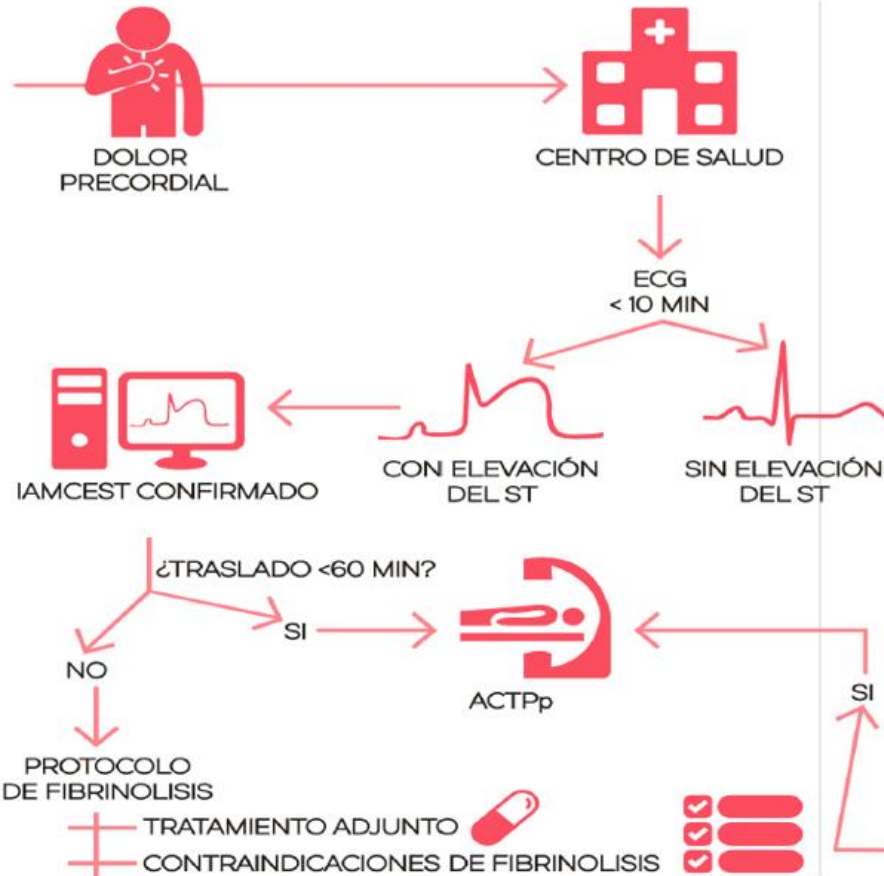 DOLOR
PRECORDIAL
CENTRO DE SALUD
ECG
< 10 MIN
CON ELEVACIÓN
DEL ST
SIN ELEVACIÓN
DEL ST
IAMCEST CONFIRMADO
¿TRASLADO <60 MIN?
SI
NO
ACTPp
SI
PROTOCOLO
DE FIBRINOLISIS
TRATAMIENTO ADJUNTO
CONTRAINDICACIONES DE FIBRINOLISIS